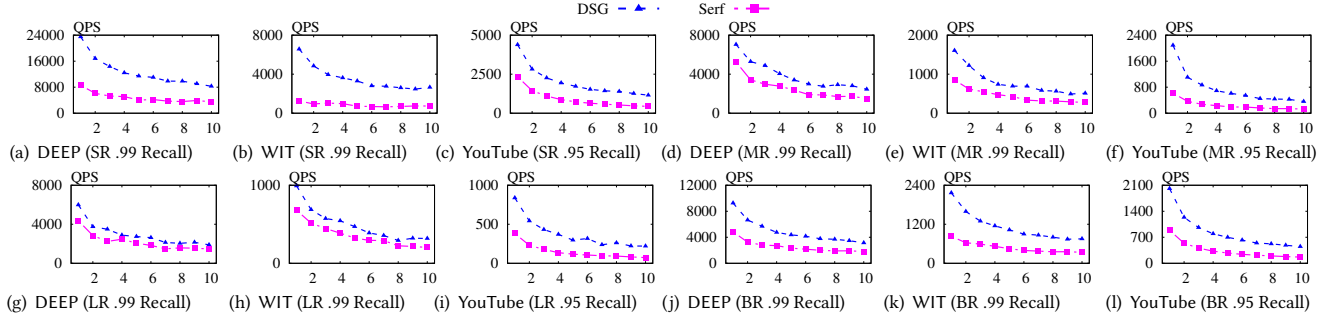 DSG Serf
QPS QPS QPS QPS QPS QPS
24000 8000 5000 8000 2000 2400
16000 4000 2500 4000 1000 1600
8000 800
0 0 0 0 0 0
2 4 6 8 10 2 4 6 8 10 2 4 6 8 10 2 4 6 8 10 2 4 6 8 10 2 4 6 8 10
(a) DEEP (SR .99 Recall) (b) WIT (SR .99 Recall) (c) YouTube (SR .95 Recall) (d) DEEP (MR .99 Recall) (e) WIT (MR .99 Recall) (f) YouTube (MR .95 Recall)
QPS QPS QPS QPS QPS QPS
8000 1000 1000 12000 2400 2100
4000 500 500 8000 1600 1400
4000 800 700
0 0 0 0 0 0
2 4 6 8 10 2 4 6 8 10 2 4 6 8 10 2 4 6 8 10 2 4 6 8 10 2 4 6 8 10
(g) DEEP (LR .99 Recall) (h) WIT (LR .99 Recall) (i) YouTube (LR .95 Recall) (j) DEEP (BR .99 Recall) (k) WIT (BR .99 Recall) (l) YouTube (BR .95 Recall)